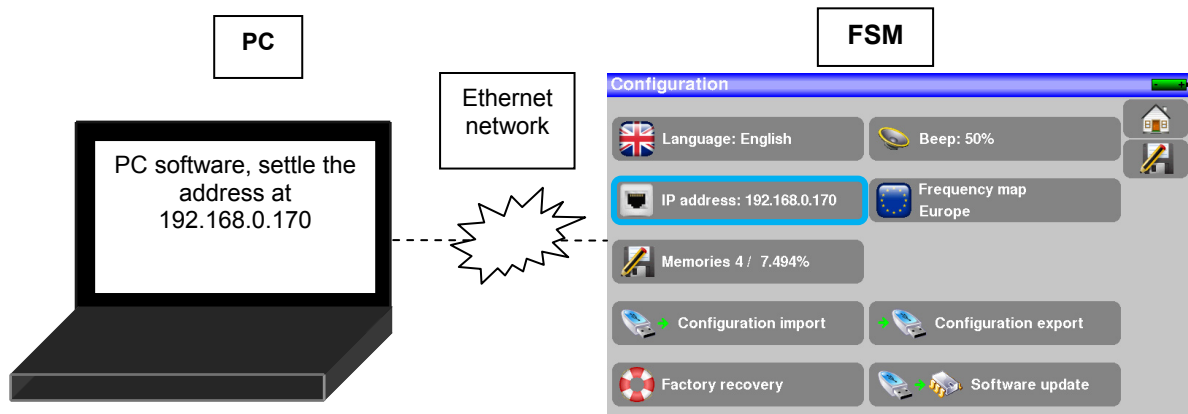 PC
FSM
Ethernet
network
PC software, settle the
address at
192.168.0.170
Configuration
Language: English
Beep: 50%
IP address: 192.168.0.170
Frequency map
Europe
Memories 4 / 7.494%
Configuration import
Configuration export
Factory recovery
Software update